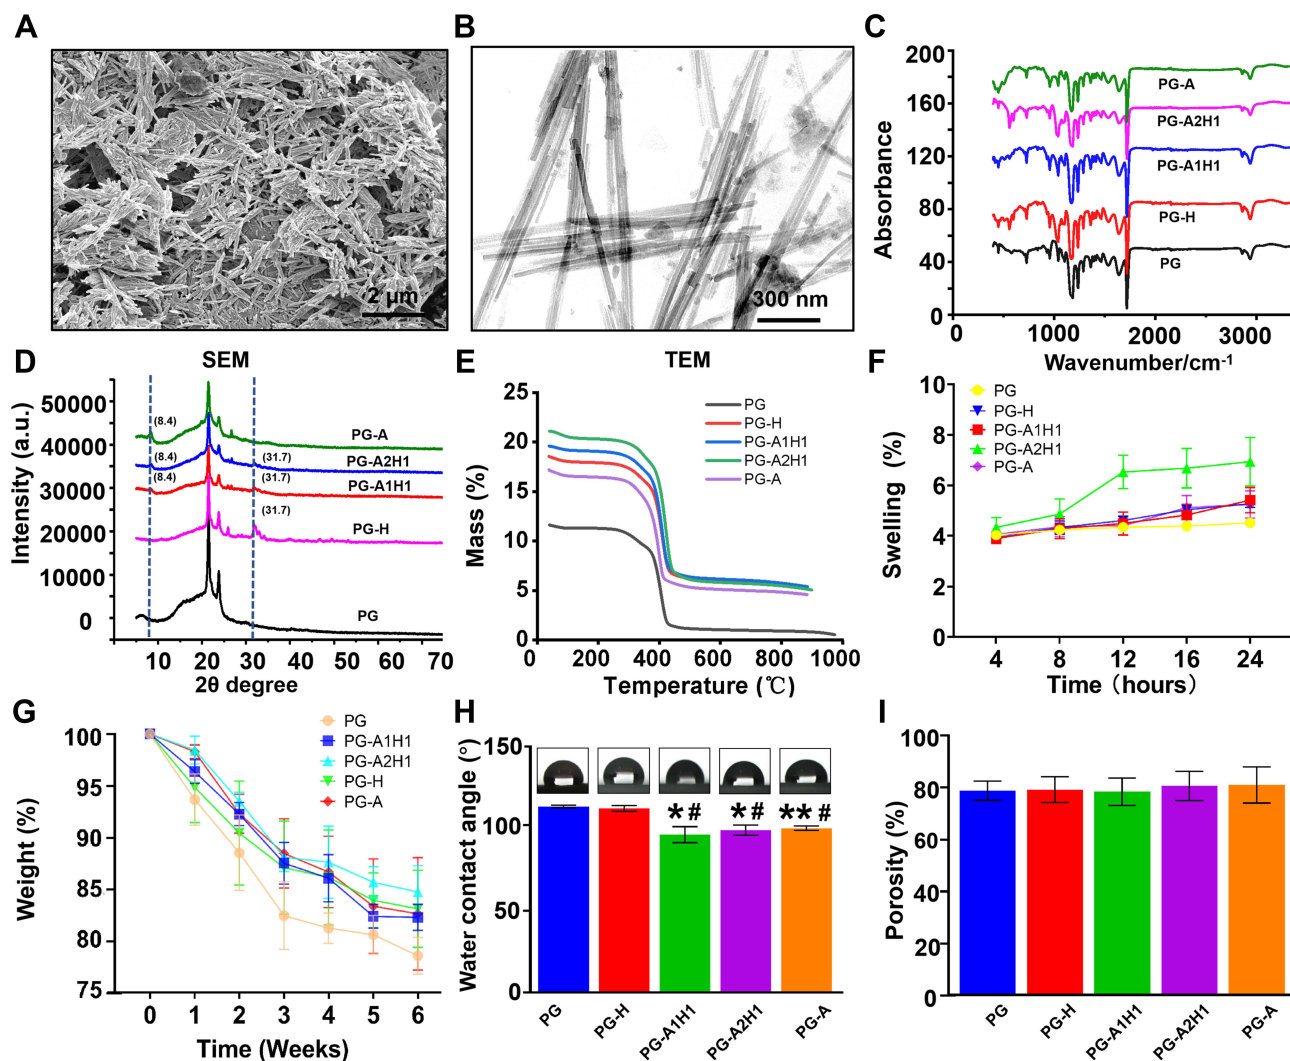 A
2 μm
SEM
B
300 nm
TEM
C
Absorbance
200
160
120
80
40
0
PG-A
PG-A2H1
PG-A1H1
PG-H
PG
0 1000 2000 3000
Wavenumber/cm-1
D
Intensity (a.u.)
50000
40000
30000
20000
10000
0
(8.4)
PG-A
(8.4) (31.7)
PG-A2H1
(8.4) (31.7)
PG-A1H1
(31.7)
PG-H
PG
10 20 30 40 50 60 70
2θ degree
E
Mass (%)
25
20
15
10
5
0
PG
PG-H
PG-A1H1
PG-A2H1
PG-A
0 200 400 600 800 1000
Temperature (℃)
F
Swelling (%)
10
8
6
4
2
0
PG
PG-H
PG-A1H1
PG-A2H1
PG-A
4 8 12 16 24
Time (hours)
G
Weight (%)
100
95
90
85
80
75
PG
PG-A1H1
PG-A2H1
PG-H
PG-A
0 1 2 3 4 5 6
Time (Weeks)
H
Water contact angle (°)
150
100
50
0
*# *# **#
PG PG-H PG-A1H1 PG-A2H1 PG-A
I
Porosity (%)
100
80
60
40
20
0
PG PG-H PG-A1H1 PG-A2H1 PG-A